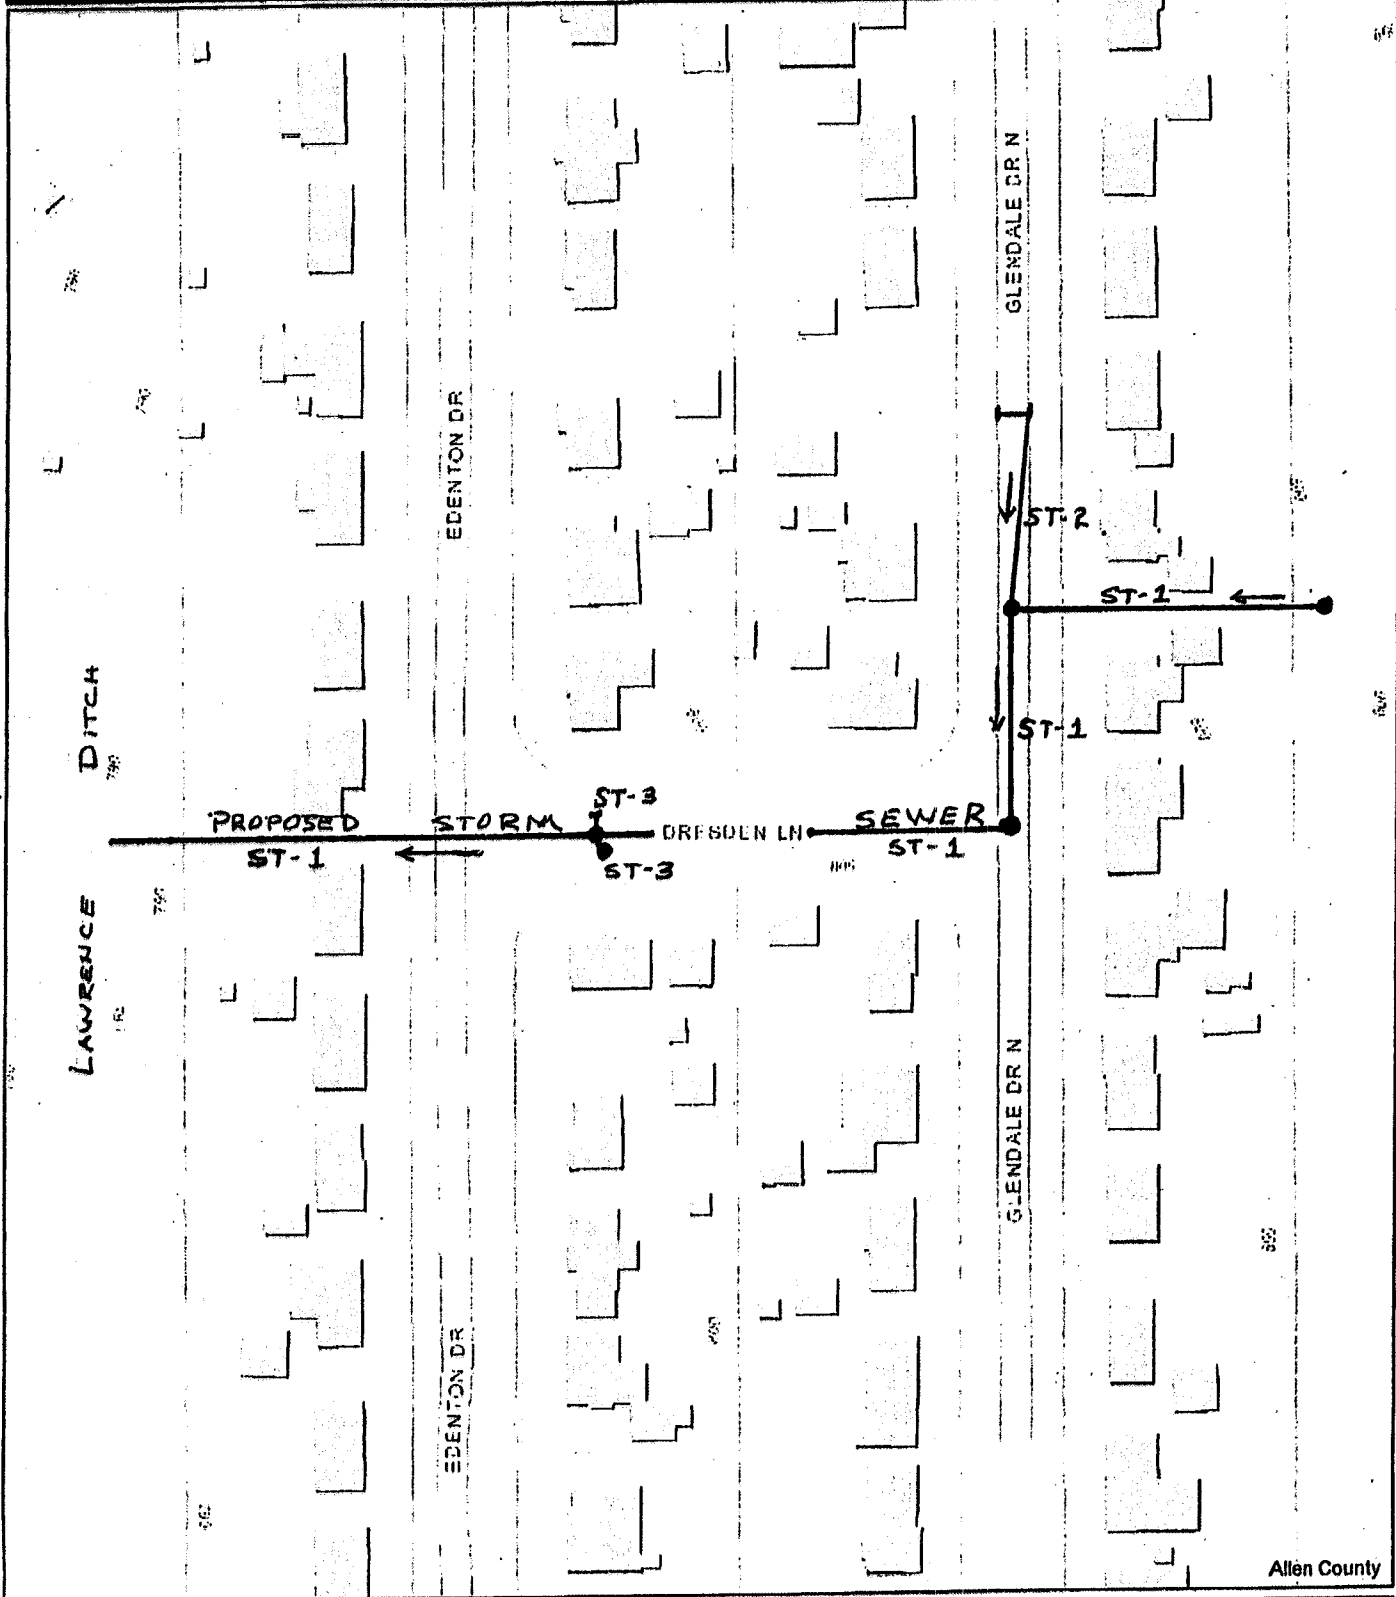 GLENDALE DR N
EDENTON DR
ST-2
ST-1
ST-1
LAWRENCE DITCH
ST-3
PROPOSED STORM SEWER
DRESDEN LN
ST-1
ST-1
ST-3
GLENDALE DR N
EDENTON DR
Allen County